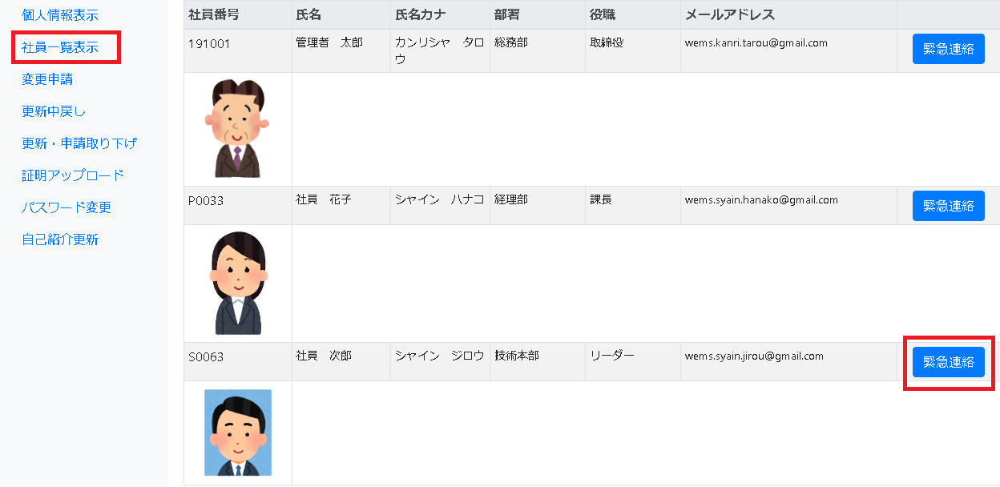 個人情報表示
社員一覧表示
変更申請
更新中戻し
更新・申請取り下げ
証明アップロード
パスワード変更
自己紹介更新
社員番号 氏名 氏名カナ 部署 役職 メールアドレス
191001 管理者　太郎 カンリシャ　タロ 総務部 取締役 wems.kanri.tarou@gmail.com 緊急連絡
ウ
P0033 社員　花子 シャイン　ハナコ 経理部 課長 wems.syain.hanako@gmail.com 緊急連絡
S0063 社員　次郎 シャイン　ジロウ 技術本部 リーダー wems.syain.jirou@gmail.com 緊急連絡